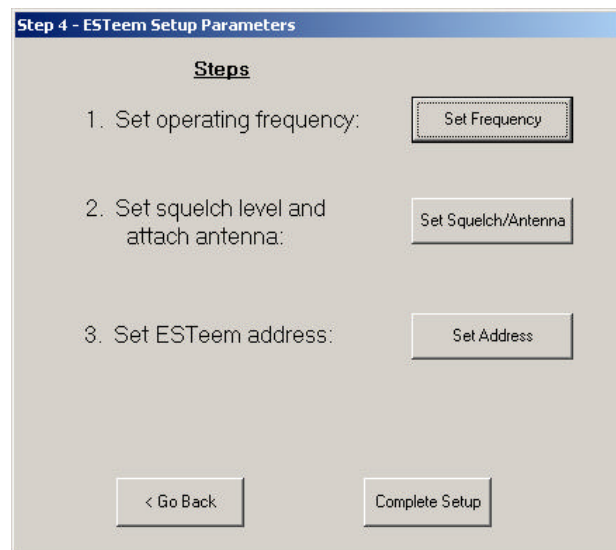 Step 4 - ESTeem Setup Parameters
Steps
1. Set operating frequency:
Set Frequency
2. Set squelch level and
attach antenna:
Set Squelch/Antenna
3. Set ESTeem address:
Set Address
< Go Back
Complete Setup